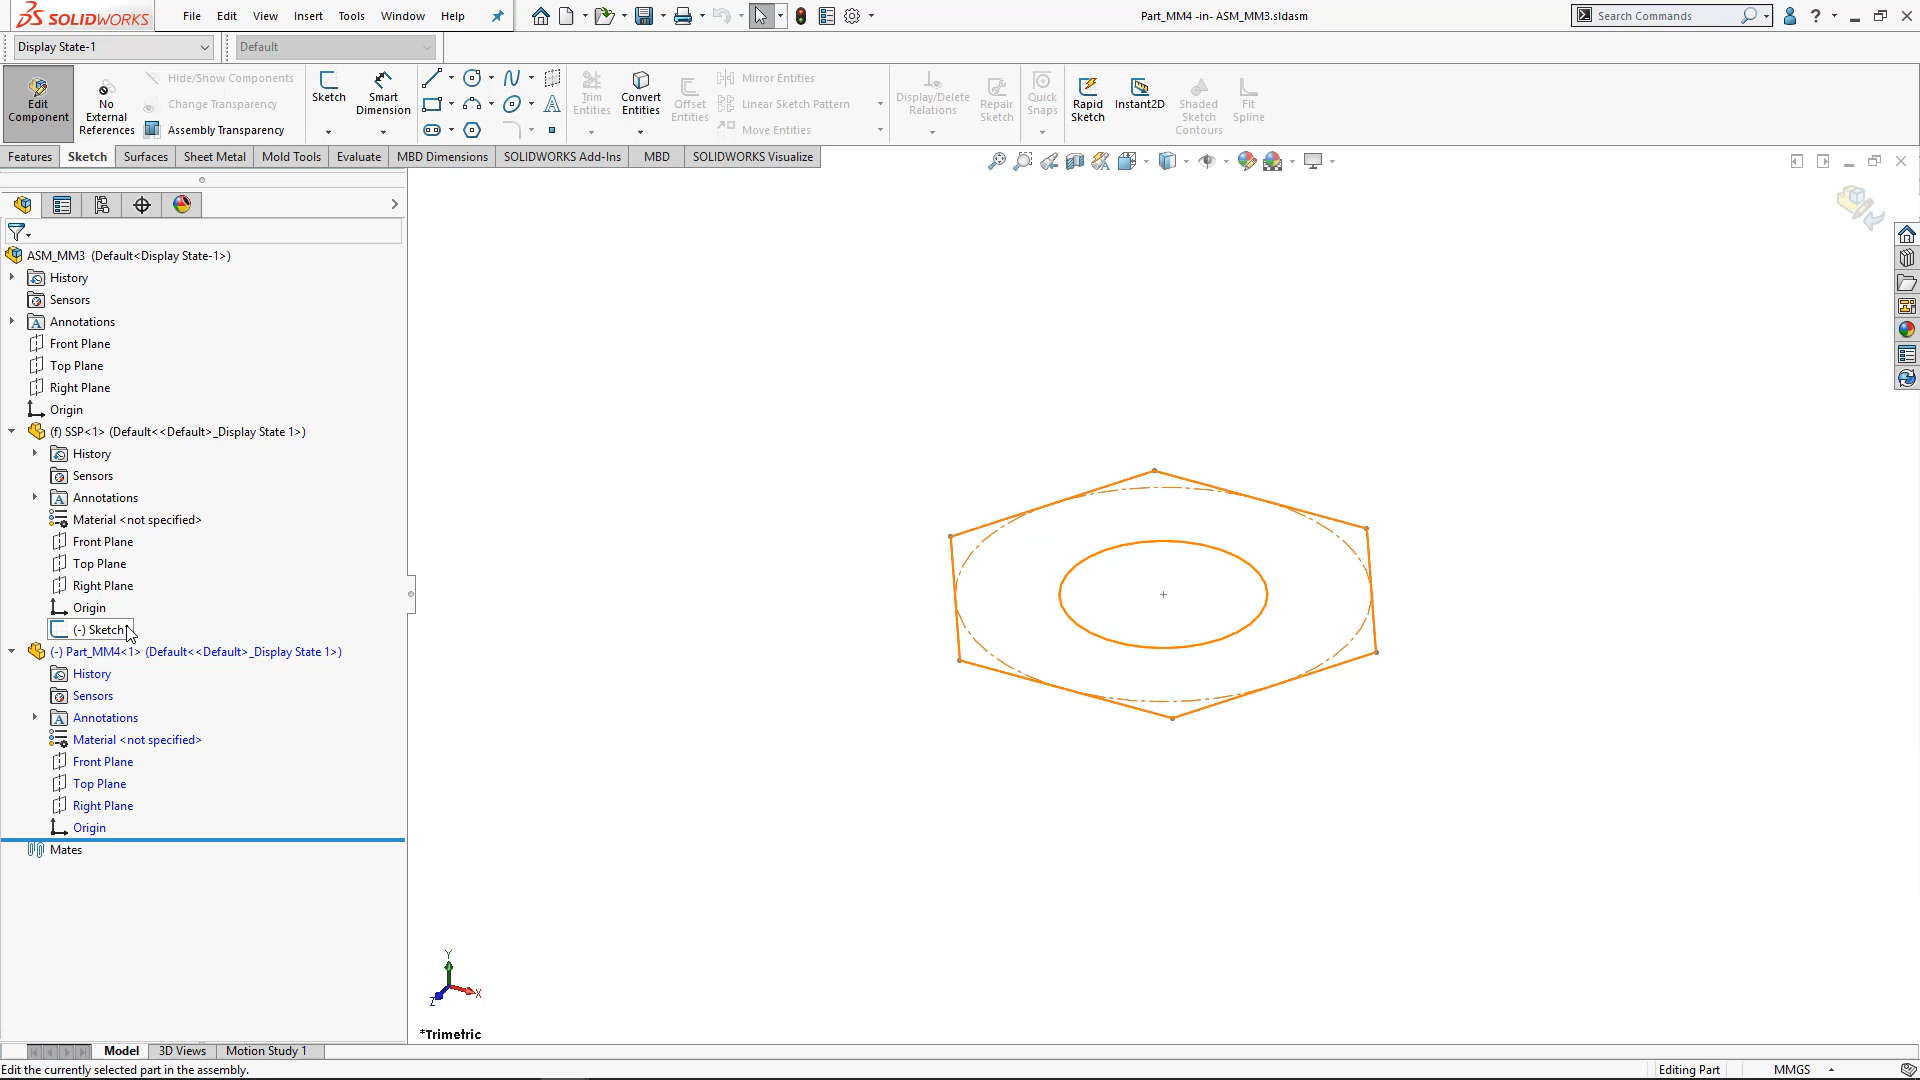 SOLIDWORKS
File Edit View Insert Tools Window Help
Part_MM4 -in- ASM_MM3.sldasm
Search Commands
Display State-1
Default
Edit Component
No External References
Hide/Show Components
Change Transparency
Assembly Transparency
Sketch
Smart Dimension
Trim Entities
Convert Entities
Offset Entities
Mirror Entities
Linear Sketch Pattern
Move Entities
Display/Delete Relations
Repair Sketch
Quick Snaps
Rapid Sketch
Instant2D
Shaded Sketch Contours
Fit Spline
Features Sketch Surfaces Sheet Metal Mold Tools Evaluate MBD Dimensions SOLIDWORKS Add-Ins MBD SOLIDWORKS Visualize
ASM_MM3 (Default<Display State-1>)
History
Sensors
Annotations
Front Plane
Top Plane
Right Plane
Origin
(f) SSP<1> (Default<<Default>_Display State 1>)
History
Sensors
Annotations
Material <not specified>
Front Plane
Top Plane
Right Plane
Origin
(-) Sketch
(-) Part_MM4<1> (Default<<Default>_Display State 1>)
History
Sensors
Annotations
Material <not specified>
Front Plane
Top Plane
Right Plane
Origin
Mates
Y
X
Z
*Trimetric
Model 3D Views Motion Study 1
Edit the currently selected part in the assembly.
Editing Part
MMGS